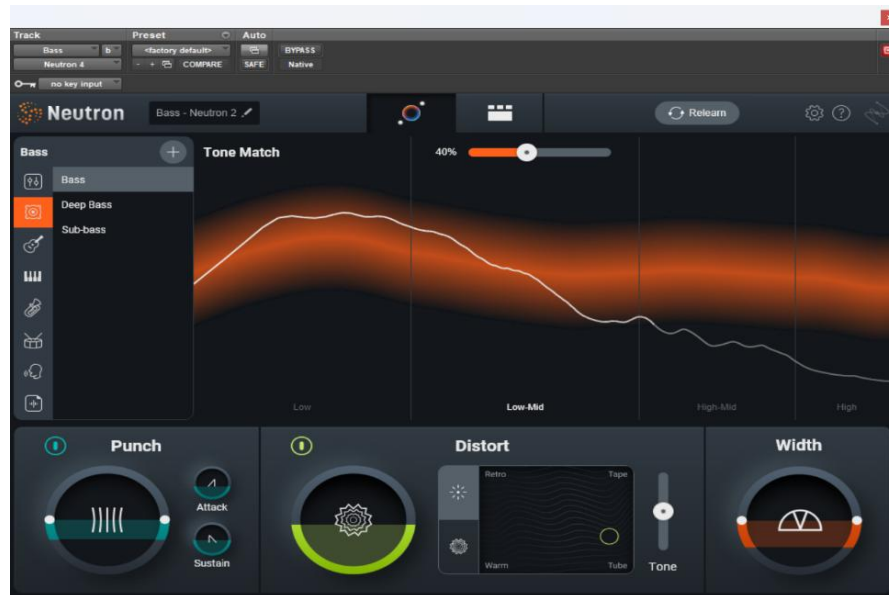 Track Preset Auto
Bass b <factory default> BYPASS
Neutron 4 - + COMPARE SAFE Native
no key input
Neutron Bass - Neutron 2 Relearn
Bass + Tone Match 40%
Bass
Deep Bass
Sub-bass
Low Low-Mid High-Mid High
Punch Distort Width
Retro Tape
Attack
Warm Tube
Sustain Tone